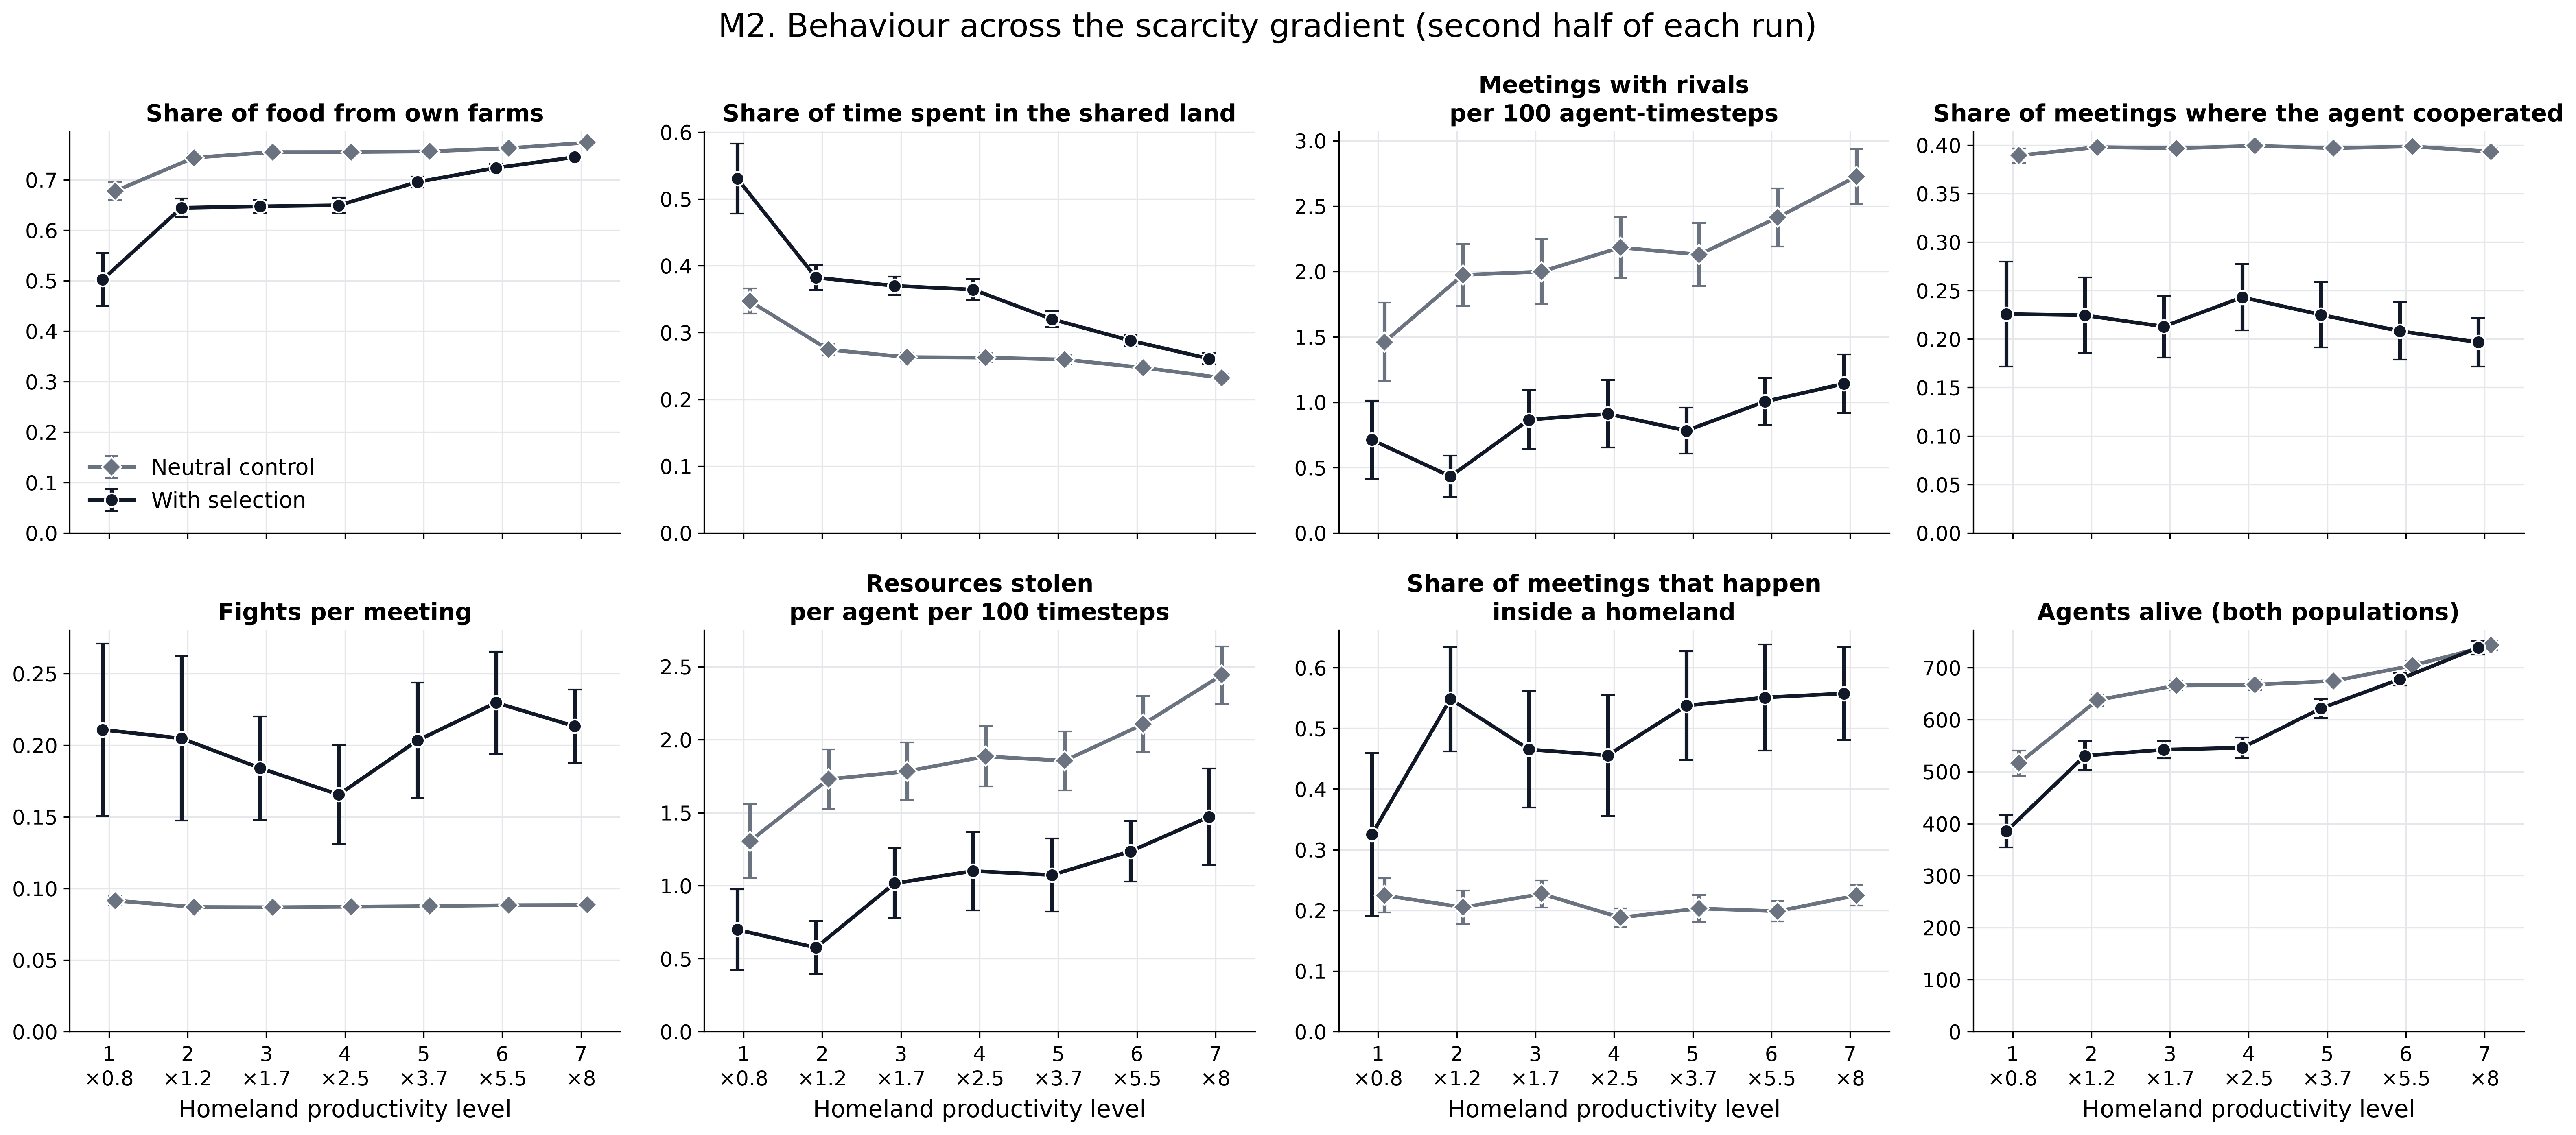 M2. Behaviour across the scarcity gradient (second half of each run)
Share of food from own farms
0.7
0.6
0.5
0.4
0.3
0.2
0.1
0.0
Neutral control
With selection
Share of time spent in the shared land
0.6
0.5
0.4
0.3
0.2
0.1
0.0
Meetings with rivals
per 100 agent-timesteps
3.0
2.5
2.0
1.5
1.0
0.5
0.0
Share of meetings where the agent cooperated
0.40
0.35
0.30
0.25
0.20
0.15
0.10
0.05
0.00
Fights per meeting
0.25
0.20
0.15
0.10
0.05
0.00
1 2 3 4 5 6 7
×0.8 ×1.2 ×1.7 ×2.5 ×3.7 ×5.5 ×8
Homeland productivity level
Resources stolen
per agent per 100 timesteps
2.5
2.0
1.5
1.0
0.5
0.0
1 2 3 4 5 6 7
×0.8 ×1.2 ×1.7 ×2.5 ×3.7 ×5.5 ×8
Homeland productivity level
Share of meetings that happen
inside a homeland
0.6
0.5
0.4
0.3
0.2
0.1
0.0
1 2 3 4 5 6 7
×0.8 ×1.2 ×1.7 ×2.5 ×3.7 ×5.5 ×8
Homeland productivity level
Agents alive (both populations)
700
600
500
400
300
200
100
0
1 2 3 4 5 6 7
×0.8 ×1.2 ×1.7 ×2.5 ×3.7 ×5.5 ×8
Homeland productivity level